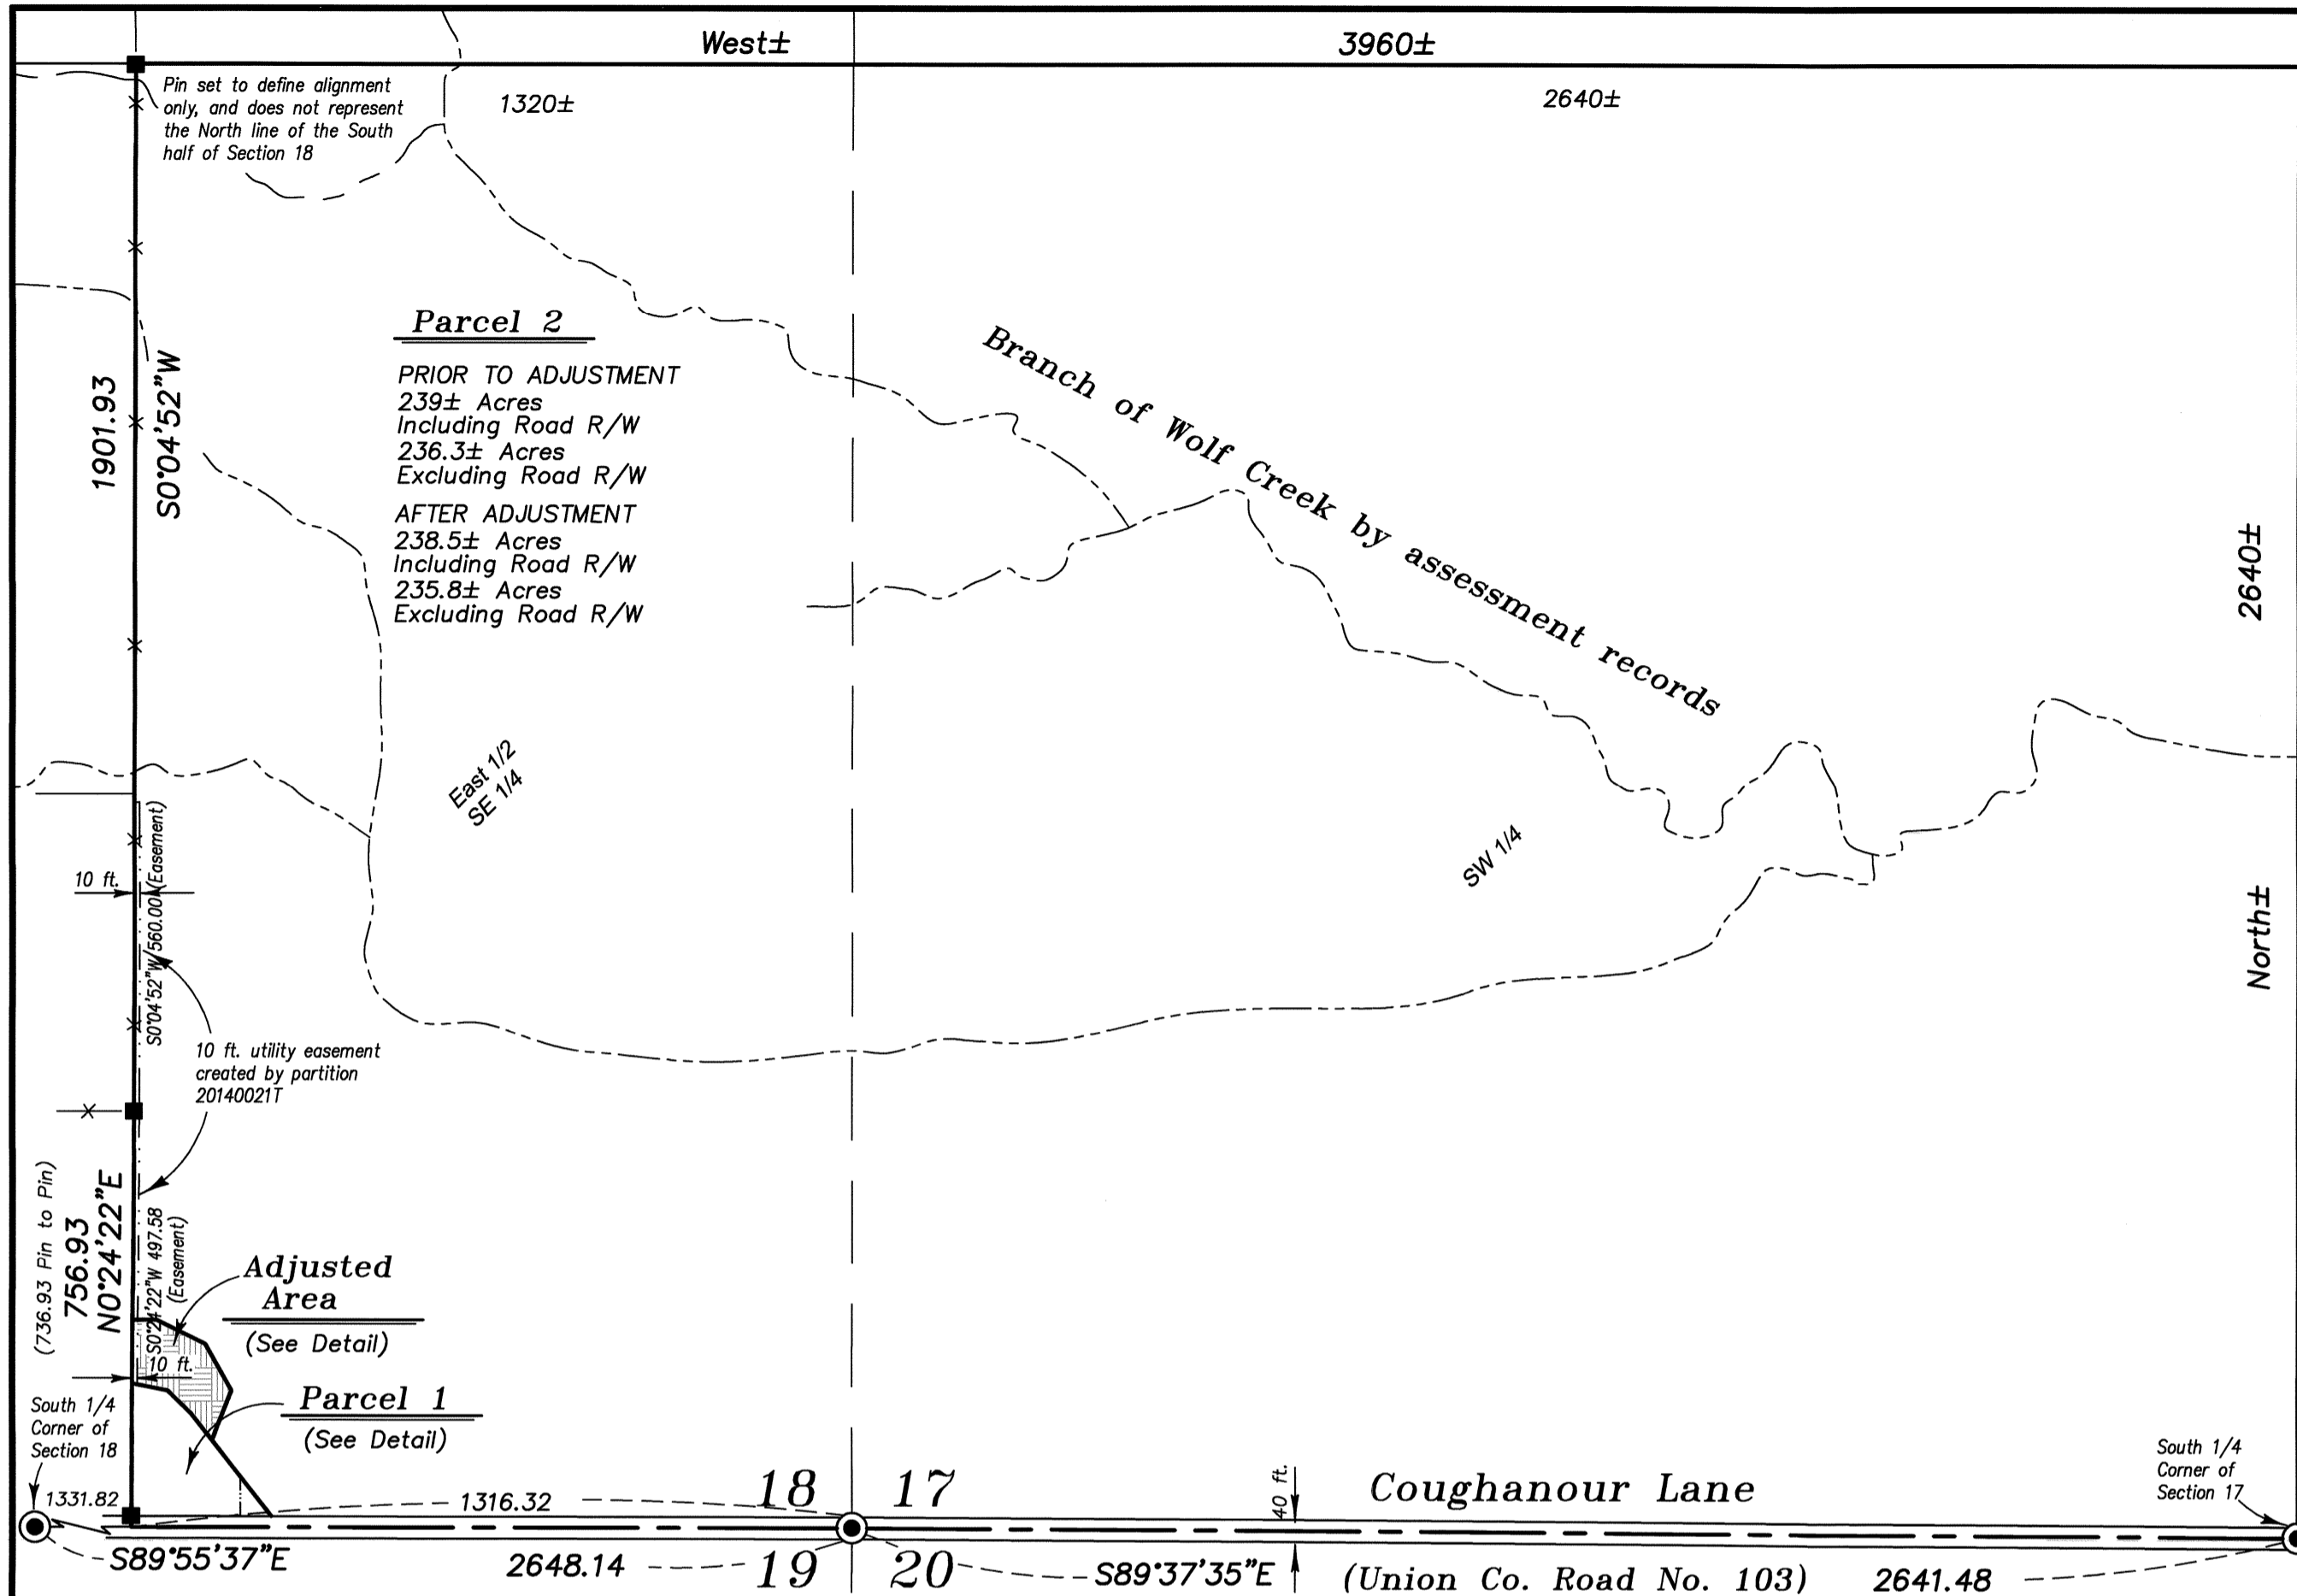 West±
3960±
Pin set to define alignment
only, and does not represent
the North line of the South
half of Section 18
1320±
2640±
Parcel 2
PRIOR TO ADJUSTMENT
239± Acres
Including Road R/W
236.3± Acres
Excluding Road R/W
AFTER ADJUSTMENT
238.5± Acres
Including Road R/W
235.8± Acres
Excluding Road R/W
1901.93
S0°04'52"W
Branch of Wolf Creek by assessment records
2640±
North±
East 1/2
SE 1/4
SW 1/4
10 ft.
S0°04'52"W 560.00 (Easement)
10 ft. utility easement
created by partition
20140021T
(736.93 Pin to Pin)
756.93
N0°24'22"E
S0°24'22"W 497.58
(Easement)
Adjusted
Area
(See Detail)
10 ft.
Parcel 1
(See Detail)
South 1/4
Corner of
Section 18
1331.82
1316.32
18
17
40 ft.
Coughanour Lane
South 1/4
Corner of
Section 17
S89°55'37"E
2648.14
19
20
S89°37'35"E
(Union Co. Road No. 103)
2641.48